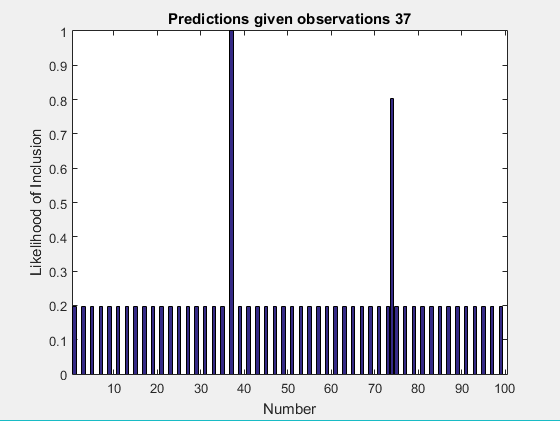 Predictions given observations 37
1
0.9
0.8
0.7
0.6
0.5
0.4
0.3
0.2
0.1
0
Likelihood of Inclusion
10 20 30 40 50 60 70 80 90 100
Number